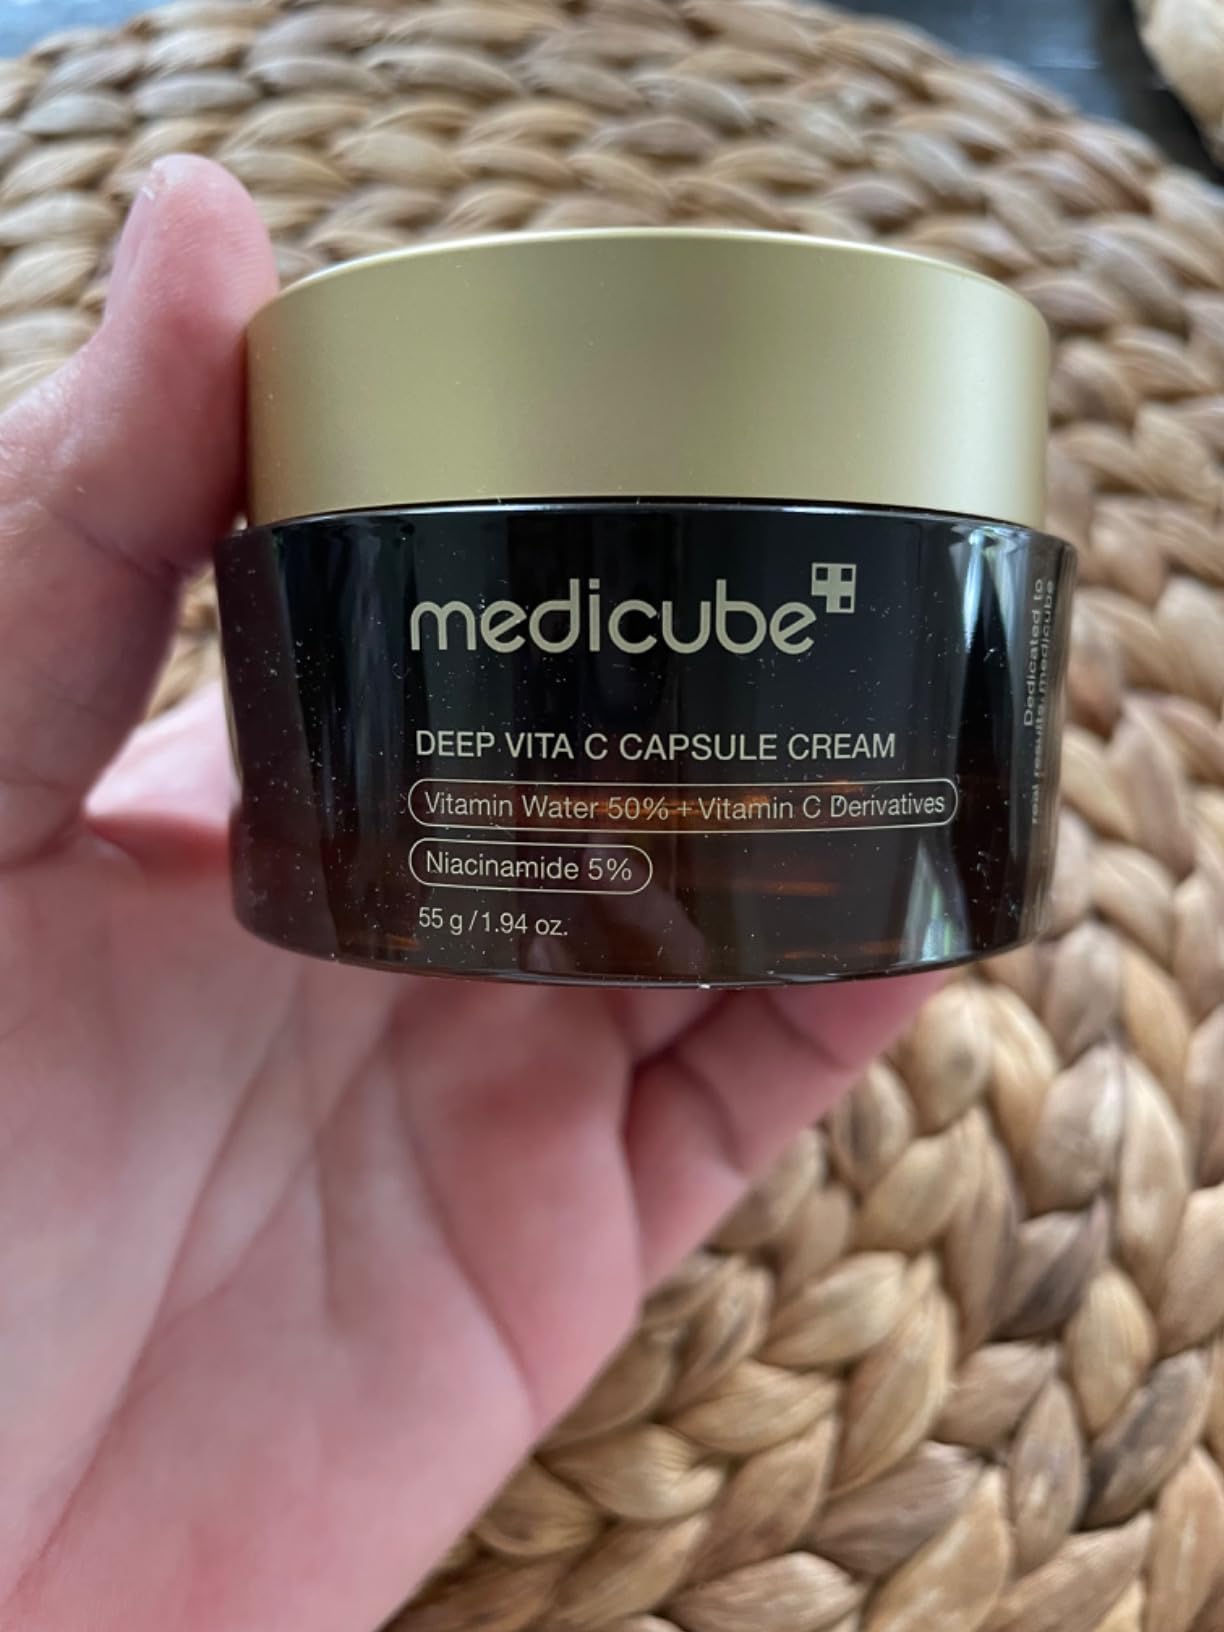 medicube
DEEP VITA C CAPSULE CREAM
Vitamin Water 50% + Vitamin C Derivatives
Niacinamide 5%
55 g / 1.94 oz.
Dedicated to
real results, medicube